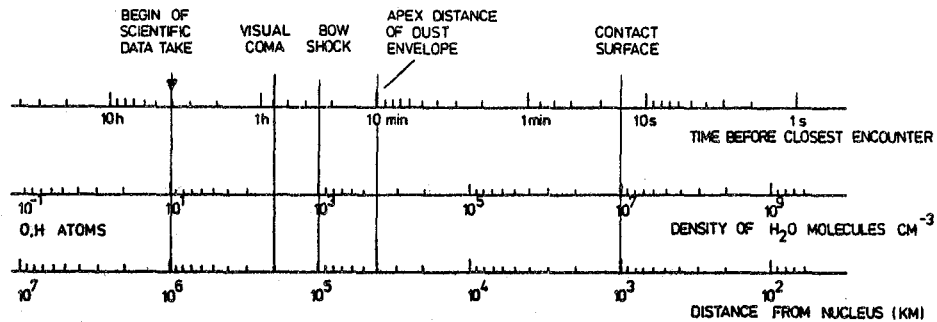 BEGIN OF
SCIENTIFIC
DATA TAKE
VISUAL
COMA
BOW
SHOCK
APEX DISTANCE
OF DUST
ENVELOPE
CONTACT
SURFACE
10h
1h
10 min
1min
10s
1s
TIME BEFORE CLOSEST ENCOUNTER
10⁻¹
10¹
10³
10⁵
10⁷
10⁹
O,H ATOMS
DENSITY OF H₂O MOLECULES CM⁻³
10⁷
10⁶
10⁵
10⁴
10³
10²
DISTANCE FROM NUCLEUS (KM)